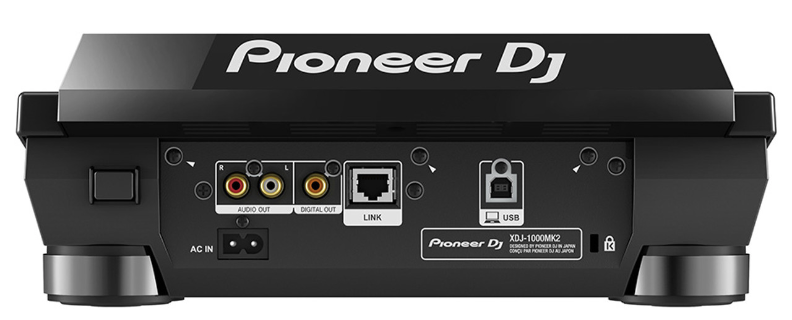 Pioneer Dj
R L
AUDIO OUT
DIGITAL OUT
LINK
USB
AC IN
Pioneer Dj
XDJ-1000MK2
DESIGNED BY PIONEER DJ IN JAPAN
CONÇU PAR PIONEER DJ AU JAPON
K